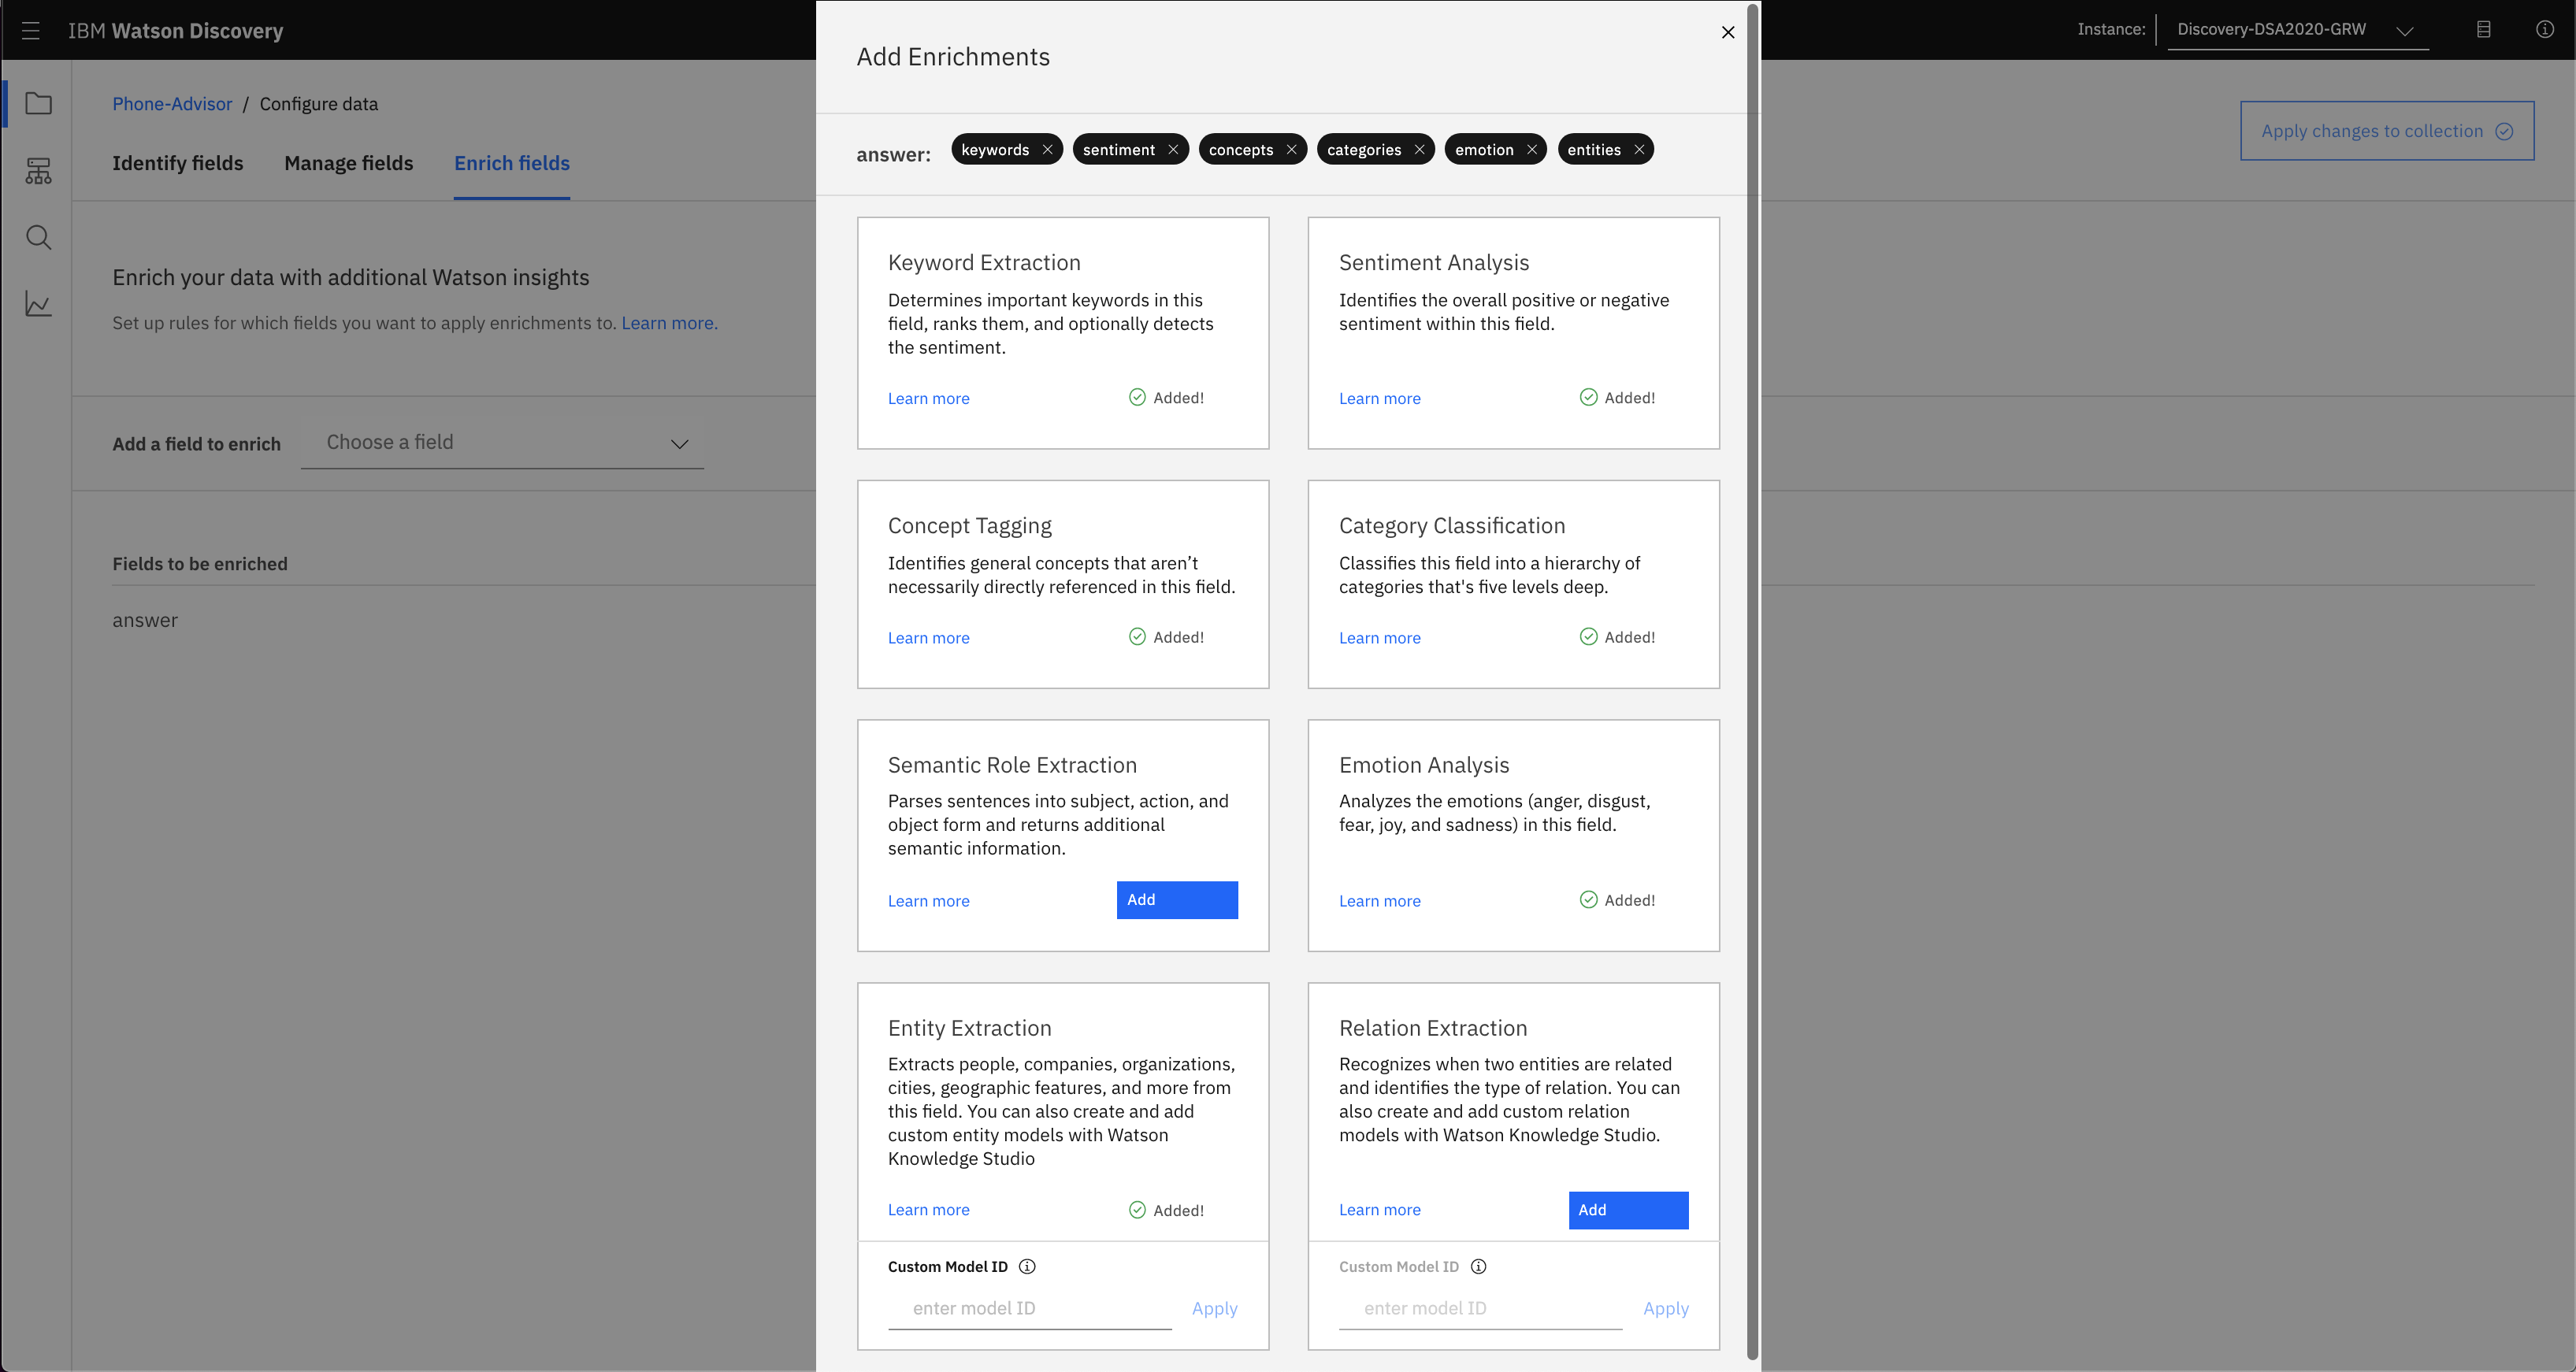 IBM Watson Discovery
Instance:
Discovery-DSA2020-GRW
Phone-Advisor / Configure data
Identify fields
Manage fields
Enrich fields
Apply changes to collection
Enrich your data with additional Watson insights
Set up rules for which fields you want to apply enrichments to. Learn more.
Add a field to enrich
Choose a field
Fields to be enriched
answer
Add Enrichments
answer:
keywords
sentiment
concepts
categories
emotion
entities
Keyword Extraction
Determines important keywords in this
field, ranks them, and optionally detects
the sentiment.
Learn more
Added!
Sentiment Analysis
Identifies the overall positive or negative
sentiment within this field.
Learn more
Added!
Concept Tagging
Identifies general concepts that aren’t
necessarily directly referenced in this field.
Learn more
Added!
Category Classification
Classifies this field into a hierarchy of
categories that's five levels deep.
Learn more
Added!
Semantic Role Extraction
Parses sentences into subject, action, and
object form and returns additional
semantic information.
Learn more
Add
Emotion Analysis
Analyzes the emotions (anger, disgust,
fear, joy, and sadness) in this field.
Learn more
Added!
Entity Extraction
Extracts people, companies, organizations,
cities, geographic features, and more from
this field. You can also create and add
custom entity models with Watson
Knowledge Studio
Learn more
Added!
Custom Model ID
enter model ID
Apply
Relation Extraction
Recognizes when two entities are related
and identifies the type of relation. You can
also create and add custom relation
models with Watson Knowledge Studio.
Learn more
Add
Custom Model ID
enter model ID
Apply